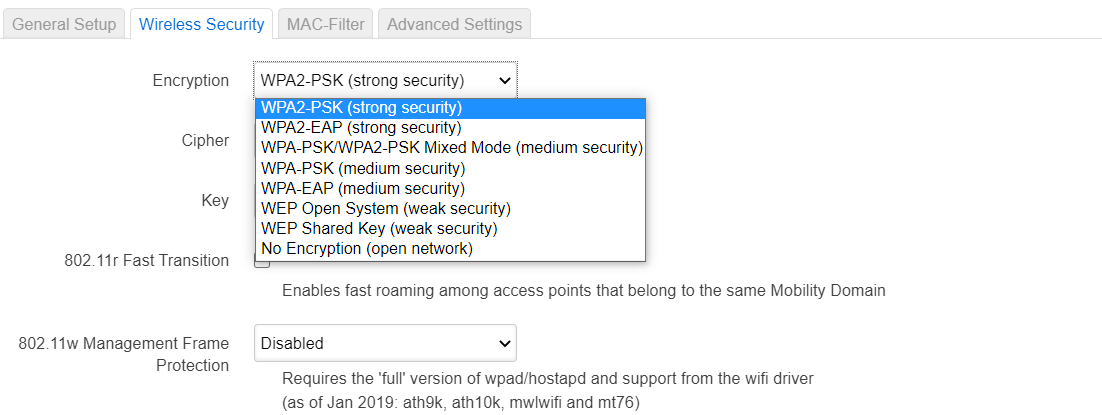 General Setup
Wireless Security
MAC-Filter
Advanced Settings
Encryption
WPA2-PSK (strong security)
WPA2-PSK (strong security)
WPA2-EAP (strong security)
WPA-PSK/WPA2-PSK Mixed Mode (medium security)
WPA-PSK (medium security)
WPA-EAP (medium security)
WEP Open System (weak security)
WEP Shared Key (weak security)
No Encryption (open network)
Cipher
Key
802.11r Fast Transition
Enables fast roaming among access points that belong to the same Mobility Domain
802.11w Management Frame
Protection
Disabled
Requires the 'full' version of wpad/hostapd and support from the wifi driver
(as of Jan 2019: ath9k, ath10k, mwlwifi and mt76)